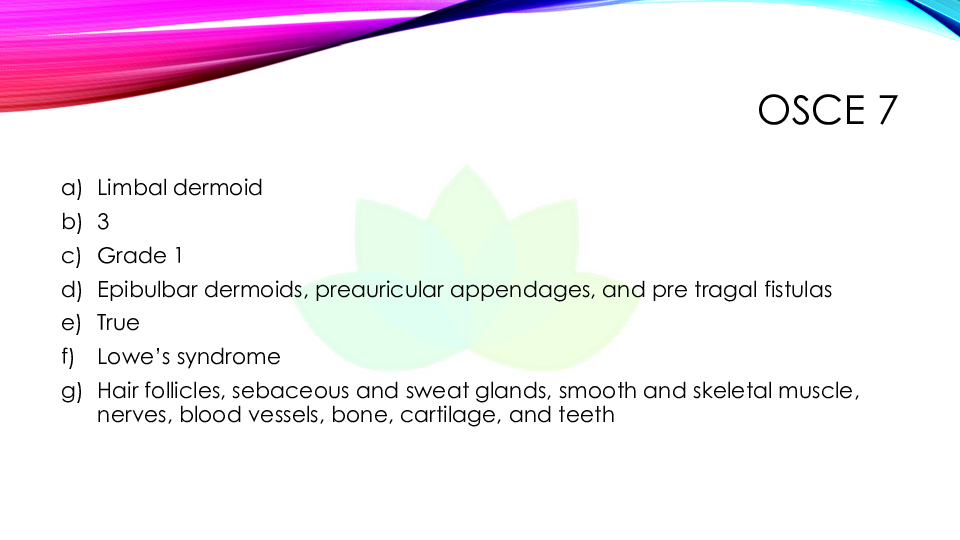 OSCE 7
a) Limbal dermoid
b) 3
c) Grade 1
d) Epibulbar dermoids, preauricular appendages, and pre tragal fistulas
e) True
f) Lowe’s syndrome
g) Hair follicles, sebaceous and sweat glands, smooth and skeletal muscle,
nerves, blood vessels, bone, cartilage, and teeth